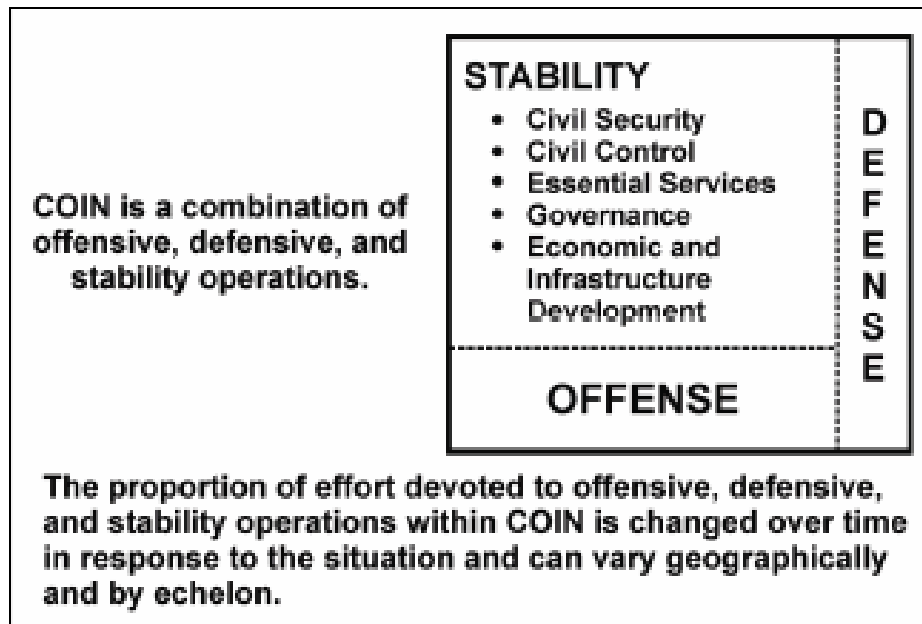 COIN is a combination of
offensive, defensive, and
stability operations.
STABILITY
• Civil Security
• Civil Control
• Essential Services
• Governance
• Economic and
Infrastructure
Development
DEFENSE
OFFENSE
The proportion of effort devoted to offensive, defensive,
and stability operations within COIN is changed over time
in response to the situation and can vary geographically
and by echelon.